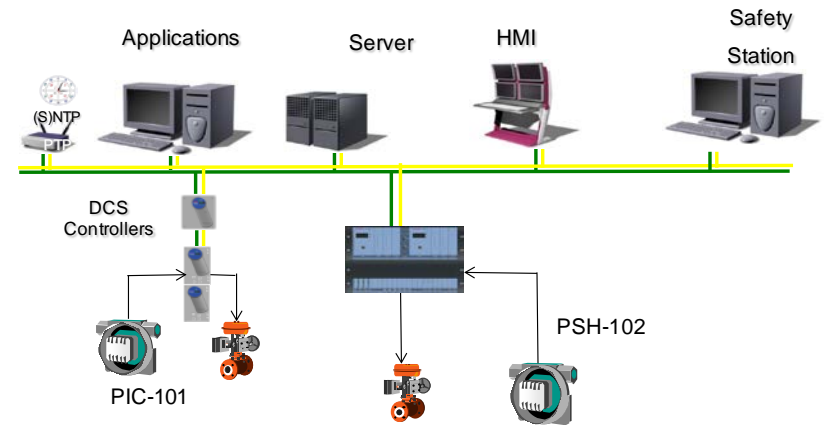 Applications
Server
HMI
Safety
Station
(S)NTP
PTP
DCS
Controllers
PSH-102
PIC-101